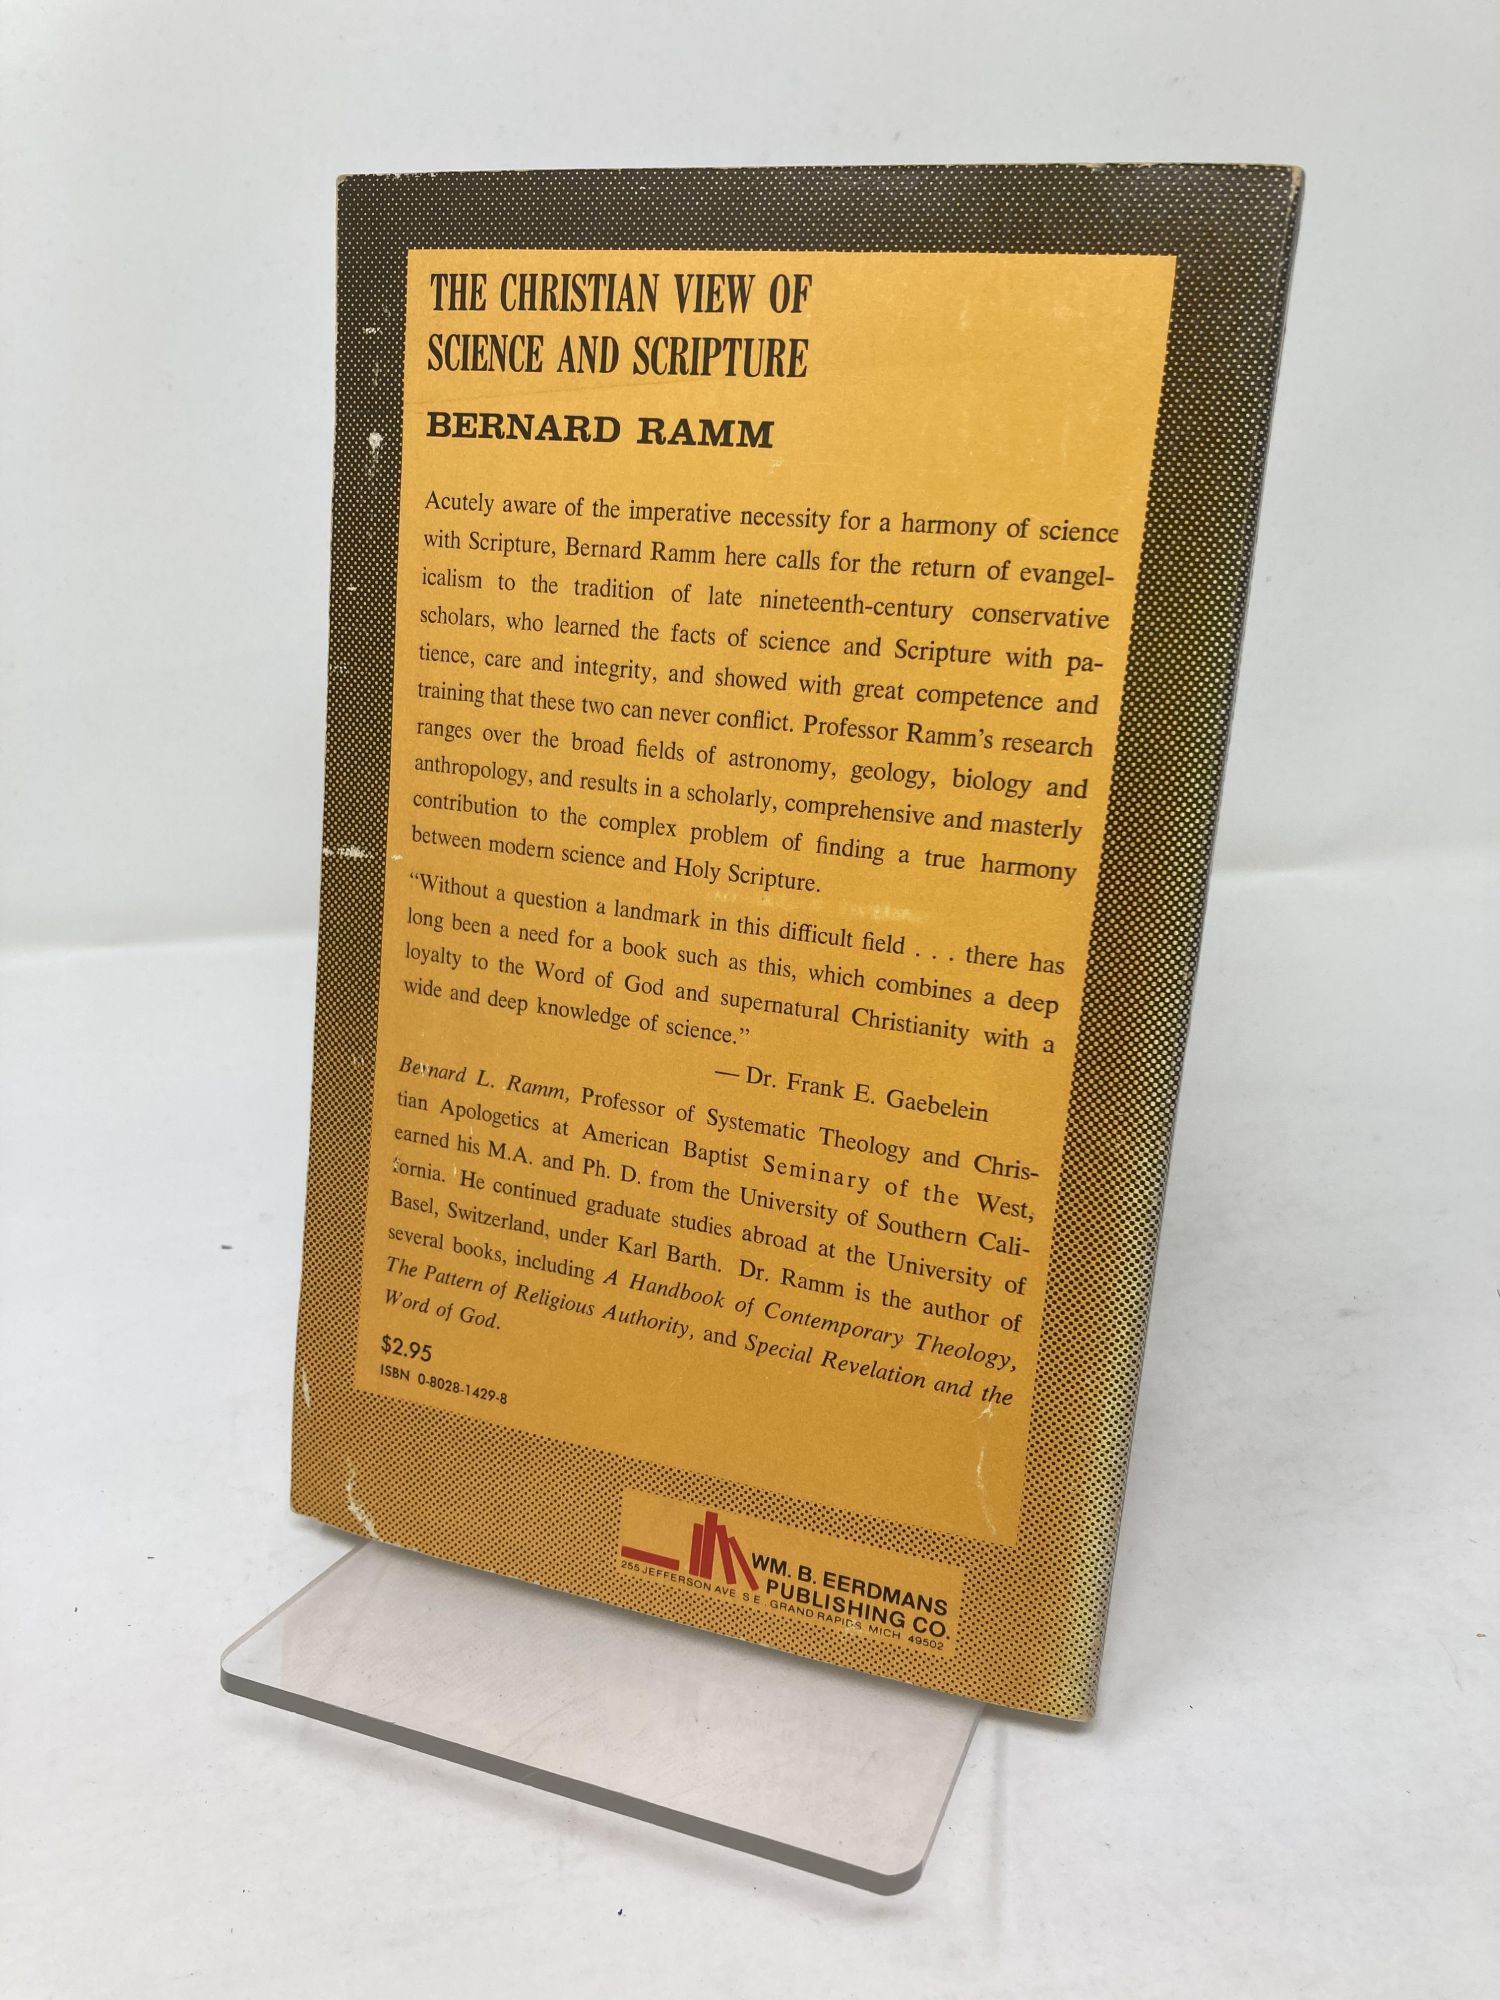 THE CHRISTIAN VIEW OF
SCIENCE AND SCRIPTURE
BERNARD RAMM
Acutely aware of the imperative necessity for a harmony of science
with Scripture, Bernard Ramm here calls for the return of evangel-
icalism to the tradition of late nineteenth-century conservative
scholars, who learned the facts of science and Scripture with pa-
tience, care and integrity, and showed with great competence and
training that these two can never conflict. Professor Ramm's research
ranges over the broad fields of astronomy, geology, biology and
anthropology, and results in a scholarly, comprehensive and masterly
contribution to the complex problem of finding a true harmony
between modern science and Holy Scripture.
“Without a question a landmark in this difficult field . . . there has
long been a need for a book such as this, which combines a deep
loyalty to the Word of God and supernatural Christianity with a
wide and deep knowledge of science.”
— Dr. Frank E. Gaebelein
Bernard L. Ramm, Professor of Systematic Theology and Chris-
tian Apologetics at American Baptist Seminary of the West,
earned his M.A. and Ph. D. from the University of Southern Cali-
fornia. He continued graduate studies abroad at the University of
Basel, Switzerland, under Karl Barth. Dr. Ramm is the author of
several books, including A Handbook of Contemporary Theology,
The Pattern of Religious Authority, and Special Revelation and the
Word of God.
$2.95
ISBN 0-8028-1429-8
WM. B. EERDMANS
PUBLISHING CO.
255 JEFFERSON AVE. S.E. GRAND RAPIDS, MICH. 49502